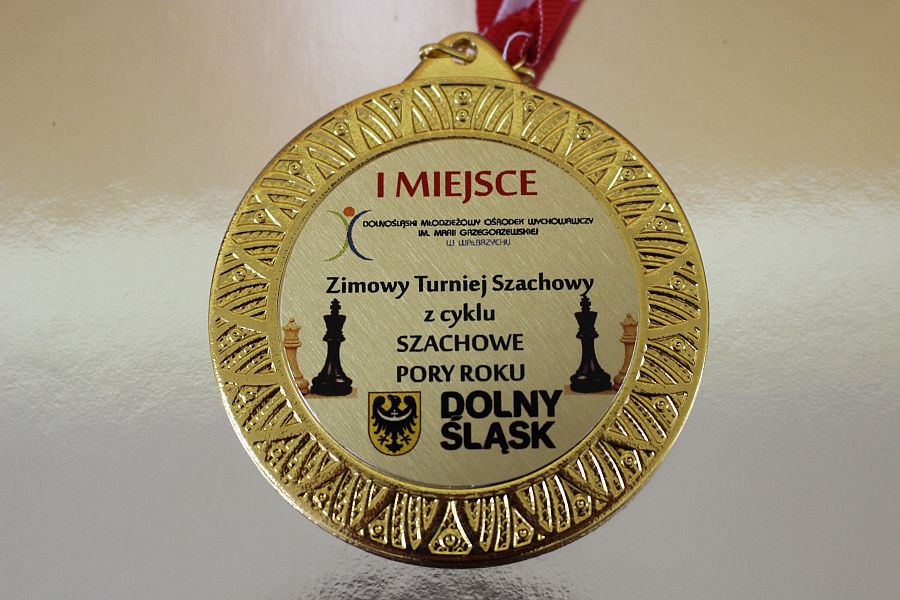 I MIEJSCE
DOLNOŚLĄSKI MŁODZIEŻOWY OŚRODEK WYCHOWAWCZY
IM. MARII GRZEGORZEWSKIEJ
W WAŁBRZYCHU
Zimowy Turniej Szachowy
z cyklu
SZACHOWE
PORY ROKU
DOLNY
ŚLĄSK